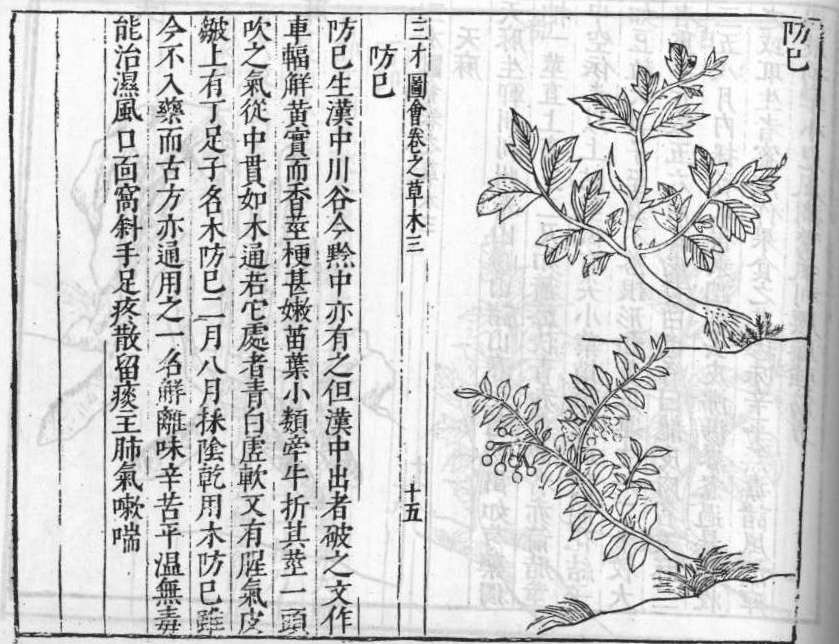 防巳
三才圖會卷之草木三
十五
防巳
防巳生漢中川谷今黔中亦有之但漢中出者破之文作
車輻觧黄實而香莖梗甚嫩苗葉小類牽牛折其莖一頭
吹之氣從中貫如木通若它處者青白虛軟又有腥氣皮
皺上有丁足子名木防巳二月八月採陰乾用木防巳雖
今不入藥而古方亦通用之一名觧離味辛苦平温無毒
能治濕風口面窩斜手足疼散留痰主肺氣嗽喘